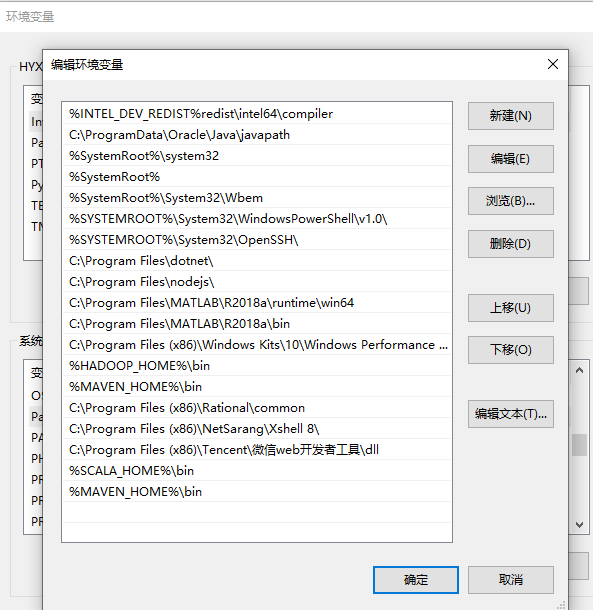 环境变量
编辑环境变量
HYX
变
In
Pa
PT
Py
TE
TM
%INTEL_DEV_REDIST%redist\intel64\compiler
C:\ProgramData\Oracle\Java\javapath
%SystemRoot%\system32
%SystemRoot%
%SystemRoot%\System32\Wbem
%SYSTEMROOT%\System32\WindowsPowerShell\v1.0\
%SYSTEMROOT%\System32\OpenSSH\
C:\Program Files\dotnet\
C:\Program Files\nodejs\
C:\Program Files\MATLAB\R2018a\runtime\win64
C:\Program Files\MATLAB\R2018a\bin
C:\Program Files (x86)\Windows Kits\10\Windows Performance ...
%HADOOP_HOME%\bin
%MAVEN_HOME%\bin
C:\Program Files (x86)\Rational\common
C:\Program Files (x86)\NetSarang\Xshell 8\
C:\Program Files (x86)\Tencent\微信web开发者工具\dll
%SCALA_HOME%\bin
%MAVEN_HOME%\bin
新建(N)
编辑(E)
浏览(B)...
删除(D)
上移(U)
下移(O)
编辑文本(T)...
系统
变
OS
Pa
PA
PH
PR
PR
PR
确定
取消